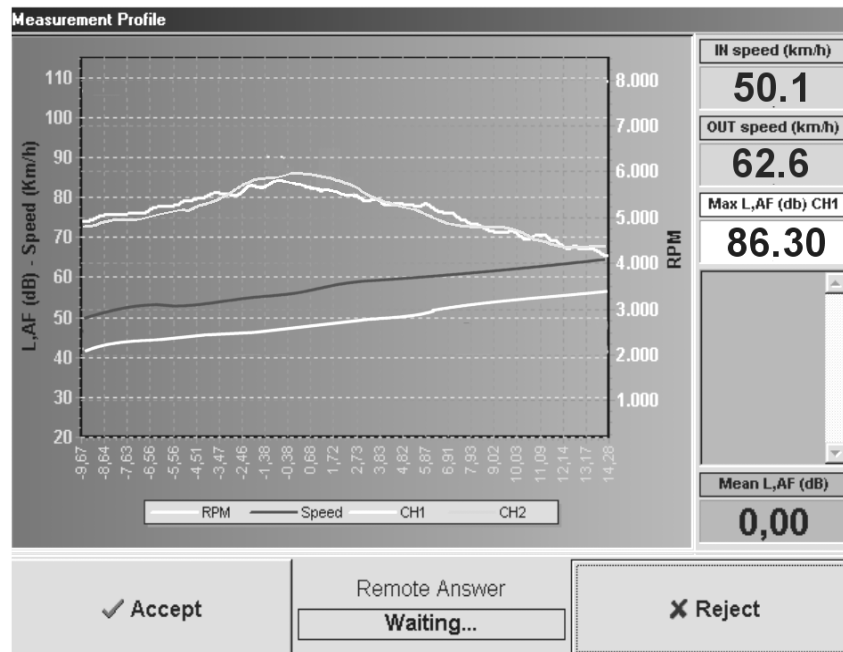 Measurement Profile
L,AF (dB) - Speed (Km/h)
110
100
90
80
70
60
50
40
30
20
8.000
7.000
6.000
5.000
4.000
3.000
2.000
1.000
RPM
-9,67 -8,64 -7,63 -6,56 -5,56 -4,51 -3,47 -2,46 -1,38 -0,38 0,68 1,72 2,73 3,83 4,82 5,87 6,91 7,93 9,02 10,03 11,09 12,14 13,17 14,28
RPM Speed CH1 CH2
IN speed (km/h)
50.1
OUT speed (km/h)
62.6
Max L,AF (db) CH1
86.30
Mean L,AF (dB)
0,00
Accept
Remote Answer
Waiting...
Reject